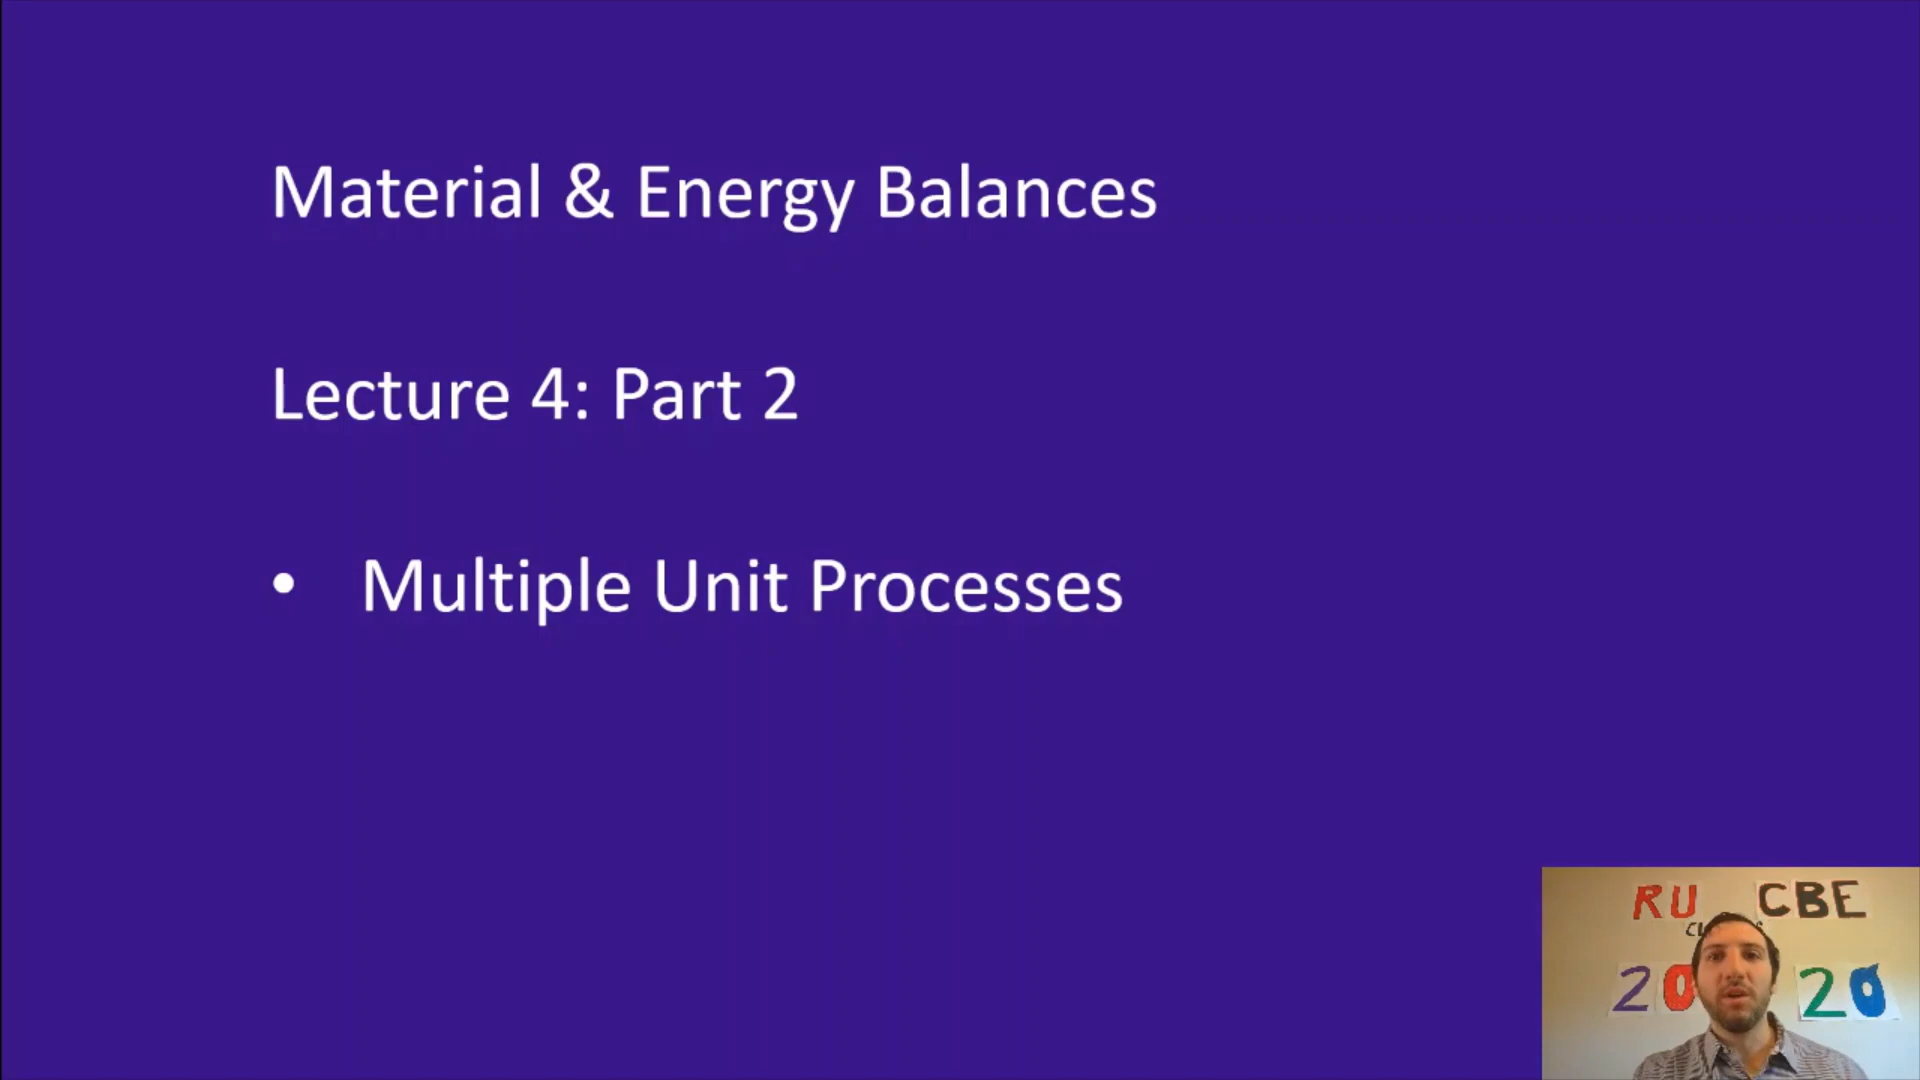 Material & Energy Balances
Lecture 4: Part 2
• Multiple Unit Processes
RU CBE
20 20